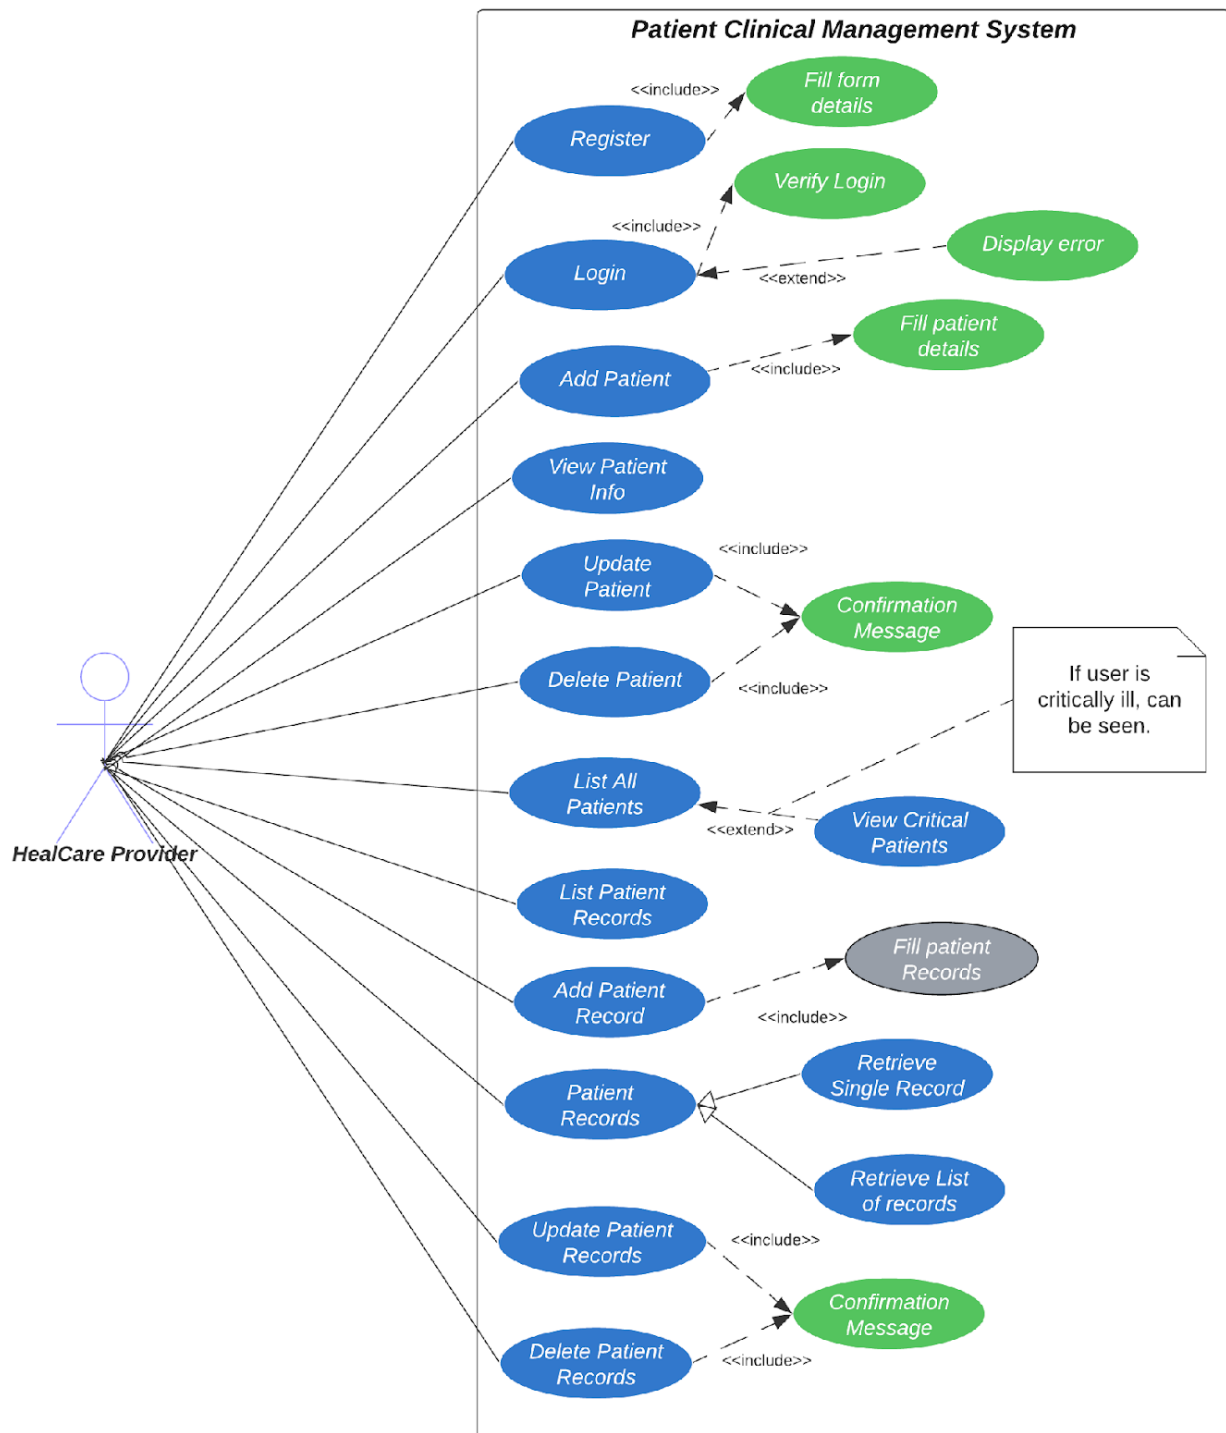 Patient Clinical Management System
<<include>>
Fill form
details
Register
Verify Login
<<include>>
Display error
Login
<<extend>>
Fill patient
details
Add Patient
<<include>>
View Patient
Info
<<include>>
Update
Patient
Confirmation
Message
Delete Patient
<<include>>
If user is
critically ill, can
be seen.
List All
Patients
<<extend>>
View Critical
Patients
HealCare Provider
List Patient
Records
Fill patient
Records
Add Patient
Record
<<include>>
Retrieve
Single Record
Patient
Records
Retrieve List
of records
Update Patient
Records
<<include>>
Confirmation
Message
Delete Patient
Records
<<include>>